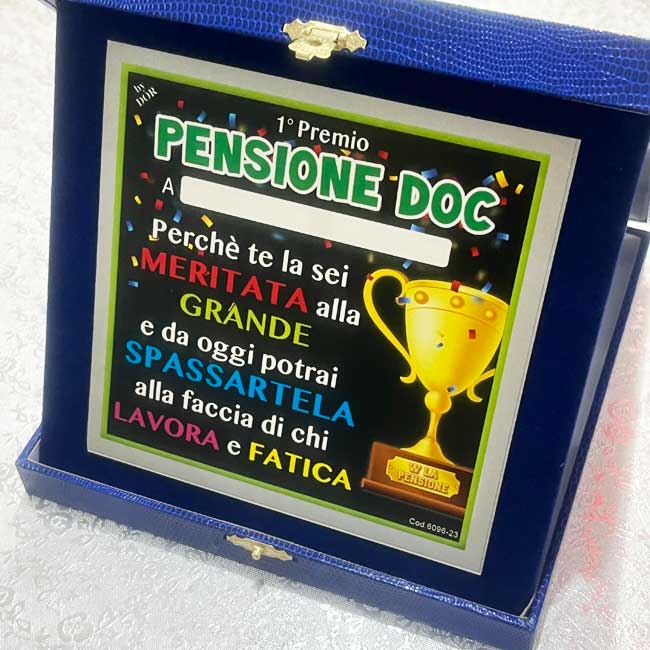 by
DOR
1° Premio
PENSIONE DOC
A
Perchè te la sei
MERITATA alla
GRANDE
e da oggi potrai
SPASSARTELA
alla faccia di chi
LAVORA e FATICA
W LA
PENSIONE
Cod.6096-23